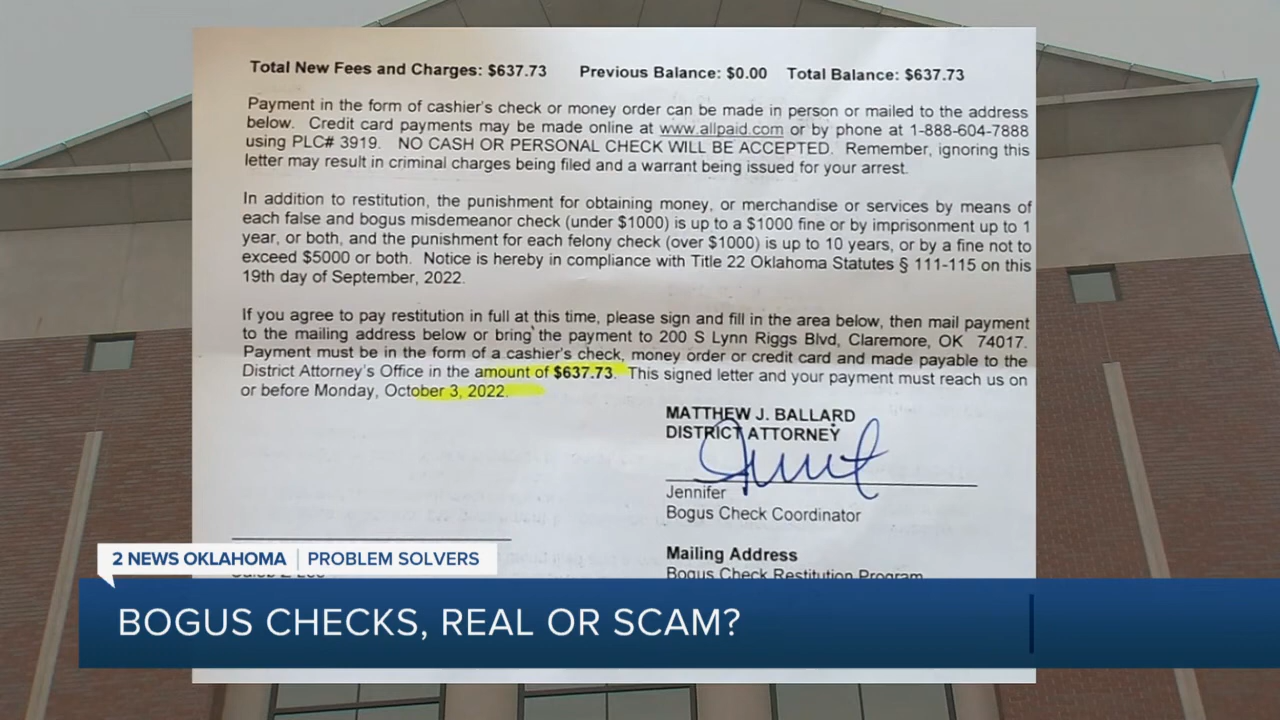 Total New Fees and Charges: $637.73 Previous Balance: $0.00 Total Balance: $637.73
Payment in the form of cashier's check or money order can be made in person or mailed to the address
below. Credit card payments may be made online at www.allpaid.com or by phone at 1-888-604-7888
using PLC# 3919. NO CASH OR PERSONAL CHECK WILL BE ACCEPTED. Remember, ignoring this
letter may result in criminal charges being filed and a warrant being issued for your arrest.
In addition to restitution, the punishment for obtaining money, or merchandise or services by means of
each false and bogus misdemeanor check (under $1000) is up to a $1000 fine or by imprisonment up to 1
year, or both, and the punishment for each felony check (over $1000) is up to 10 years, or by a fine not to
exceed $5000 or both. Notice is hereby in compliance with Title 22 Oklahoma Statutes § 111-115 on this
19th day of September, 2022.
If you agree to pay restitution in full at this time, please sign and fill in the area below, then mail payment
to the mailing address below or bring the payment to 200 S Lynn Riggs Blvd, Claremore, OK 74017.
Payment must be in the form of a cashier's check, money order or credit card and made payable to the
District Attorney's Office in the amount of $637.73. This signed letter and your payment must reach us on
or before Monday, October 3, 2022.
MATTHEW J. BALLARD
DISTRICT ATTORNEY
Jennifer
Bogus Check Coordinator
Mailing Address
Bogus Check Restitution Program
2 NEWS OKLAHOMA | PROBLEM SOLVERS
BOGUS CHECKS, REAL OR SCAM?